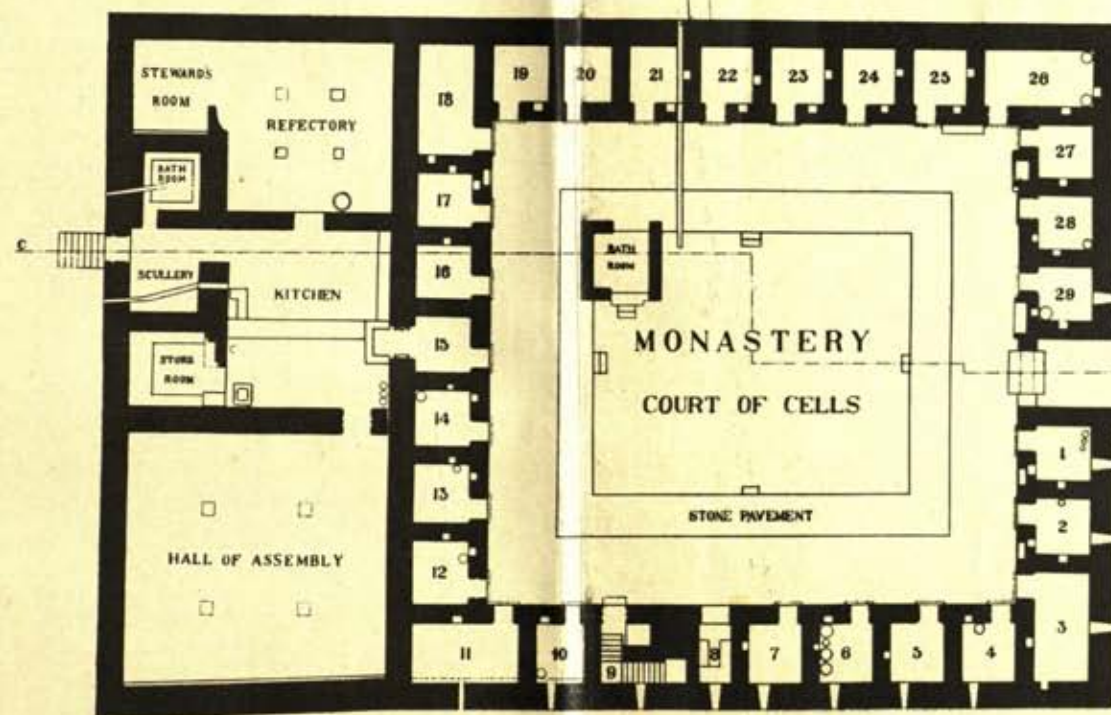 STEWARD'S
ROOM
REFECTORY
BATH
ROOM
C
SCULLERY
KITCHEN
STORE
ROOM
C
HALL OF ASSEMBLY
18
19
20
21
22
23
24
25
26
17
27
16
28
15
29
14
13
12
BATH
ROOM
MONASTERY
COURT OF CELLS
STONE PAVEMENT
1
2
3
11
10
9
8
7
6
5
4